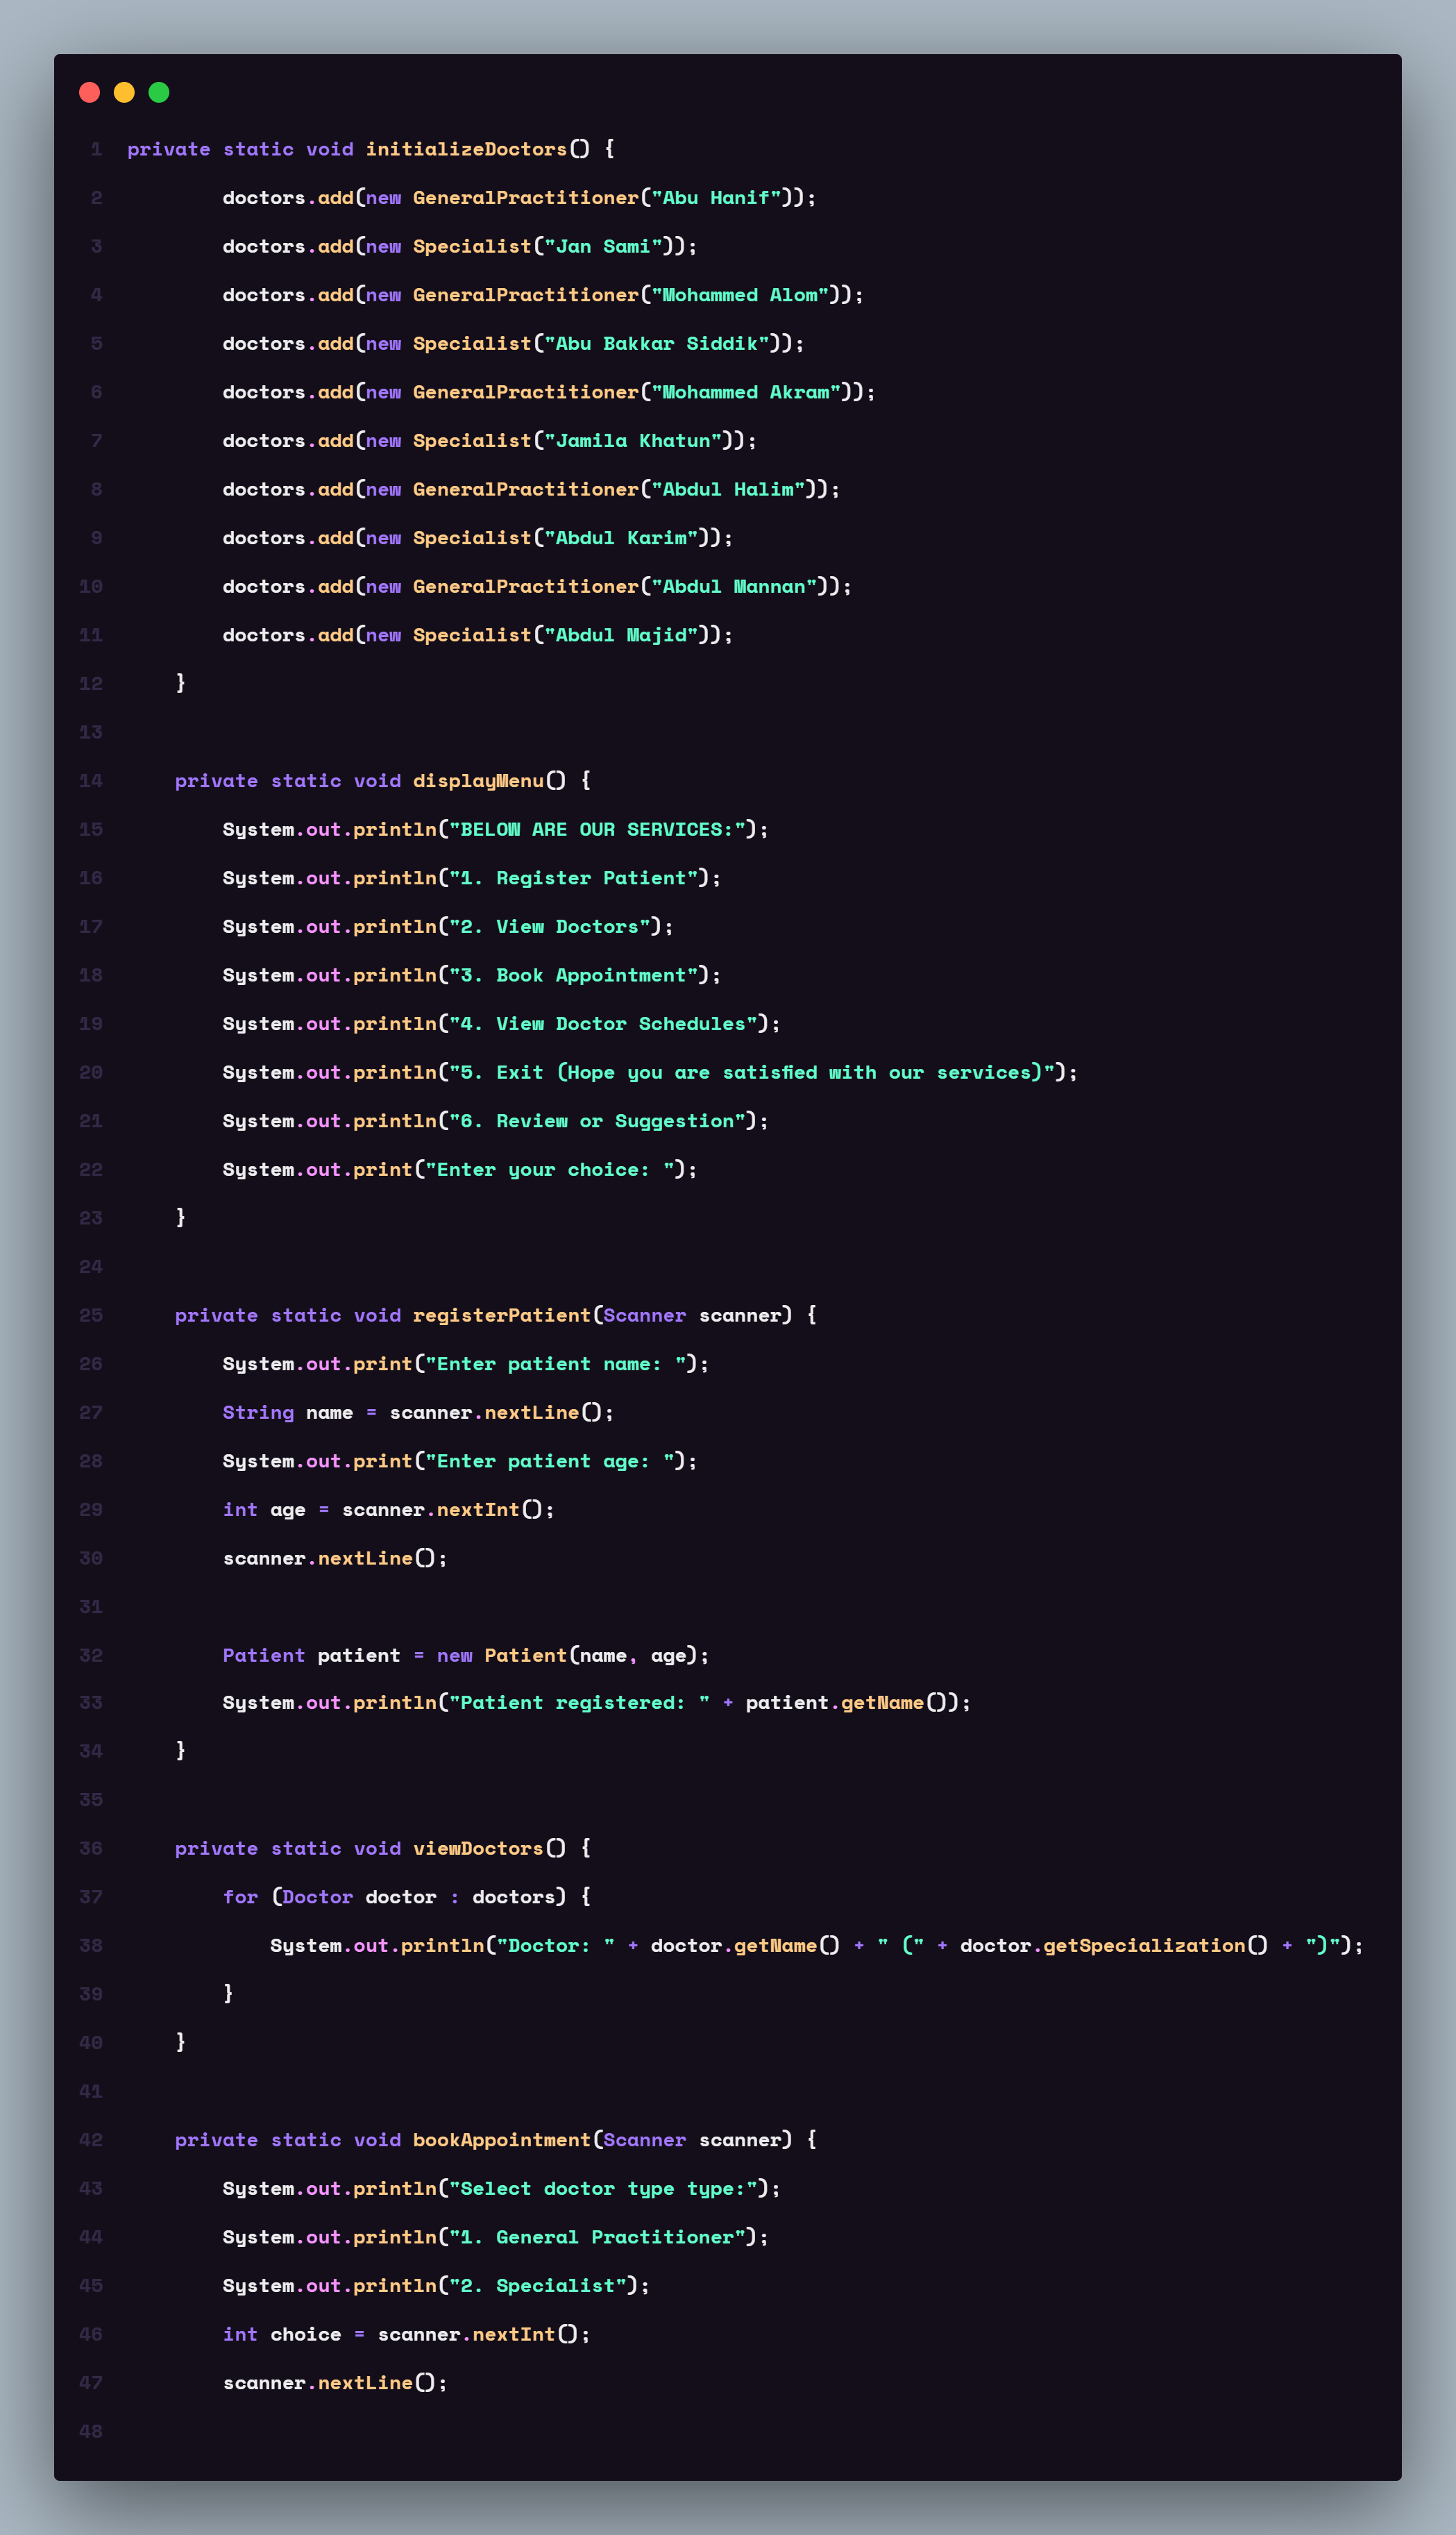 1 private static void initializeDoctors() {
2         doctors.add(new GeneralPractitioner("Abu Hanif"));
3         doctors.add(new Specialist("Jan Sami"));
4         doctors.add(new GeneralPractitioner("Mohammed Alom"));
5         doctors.add(new Specialist("Abu Bakkar Siddik"));
6         doctors.add(new GeneralPractitioner("Mohammed Akram"));
7         doctors.add(new Specialist("Jamila Khatun"));
8         doctors.add(new GeneralPractitioner("Abdul Halim"));
9         doctors.add(new Specialist("Abdul Karim"));
10         doctors.add(new GeneralPractitioner("Abdul Mannan"));
11         doctors.add(new Specialist("Abdul Majid"));
12     }
13
14     private static void displayMenu() {
15         System.out.println("BELOW ARE OUR SERVICES:");
16         System.out.println("1. Register Patient");
17         System.out.println("2. View Doctors");
18         System.out.println("3. Book Appointment");
19         System.out.println("4. View Doctor Schedules");
20         System.out.println("5. Exit (Hope you are satisfied with our services)");
21         System.out.println("6. Review or Suggestion");
22         System.out.print("Enter your choice: ");
23     }
24
25     private static void registerPatient(Scanner scanner) {
26         System.out.print("Enter patient name: ");
27         String name = scanner.nextLine();
28         System.out.print("Enter patient age: ");
29         int age = scanner.nextInt();
30         scanner.nextLine();
31
32         Patient patient = new Patient(name, age);
33         System.out.println("Patient registered: " + patient.getName());
34     }
35
36     private static void viewDoctors() {
37         for (Doctor doctor : doctors) {
38             System.out.println("Doctor: " + doctor.getName() + " (" + doctor.getSpecialization() + ")");
39         }
40     }
41
42     private static void bookAppointment(Scanner scanner) {
43         System.out.println("Select doctor type type:");
44         System.out.println("1. General Practitioner");
45         System.out.println("2. Specialist");
46         int choice = scanner.nextInt();
47         scanner.nextLine();
48